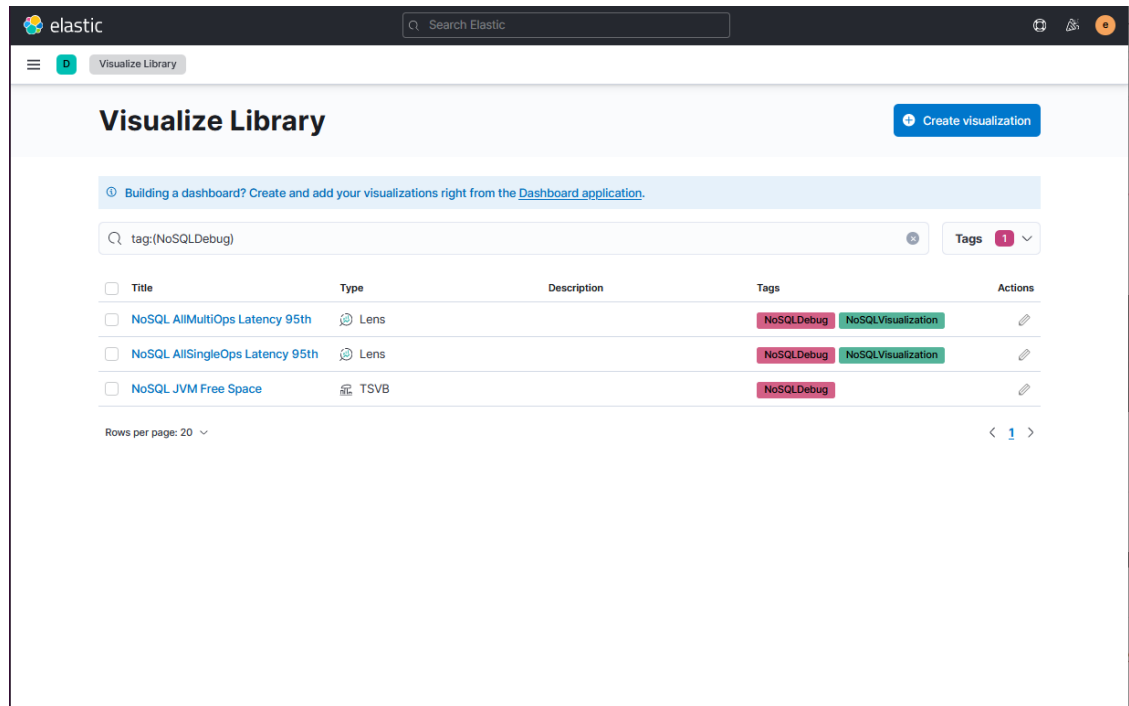 elastic
Search Elastic
e
D
Visualize Library
Visualize Library
Create visualization
Building a dashboard? Create and add your visualizations right from the Dashboard application.
tag:(NoSQLDebug)
Tags 1
Title Type Description Tags Actions
NoSQL AllMultiOps Latency 95th Lens NoSQLDebug NoSQLVisualization
NoSQL AllSingleOps Latency 95th Lens NoSQLDebug NoSQLVisualization
NoSQL JVM Free Space TSVB NoSQLDebug
Rows per page: 20 1